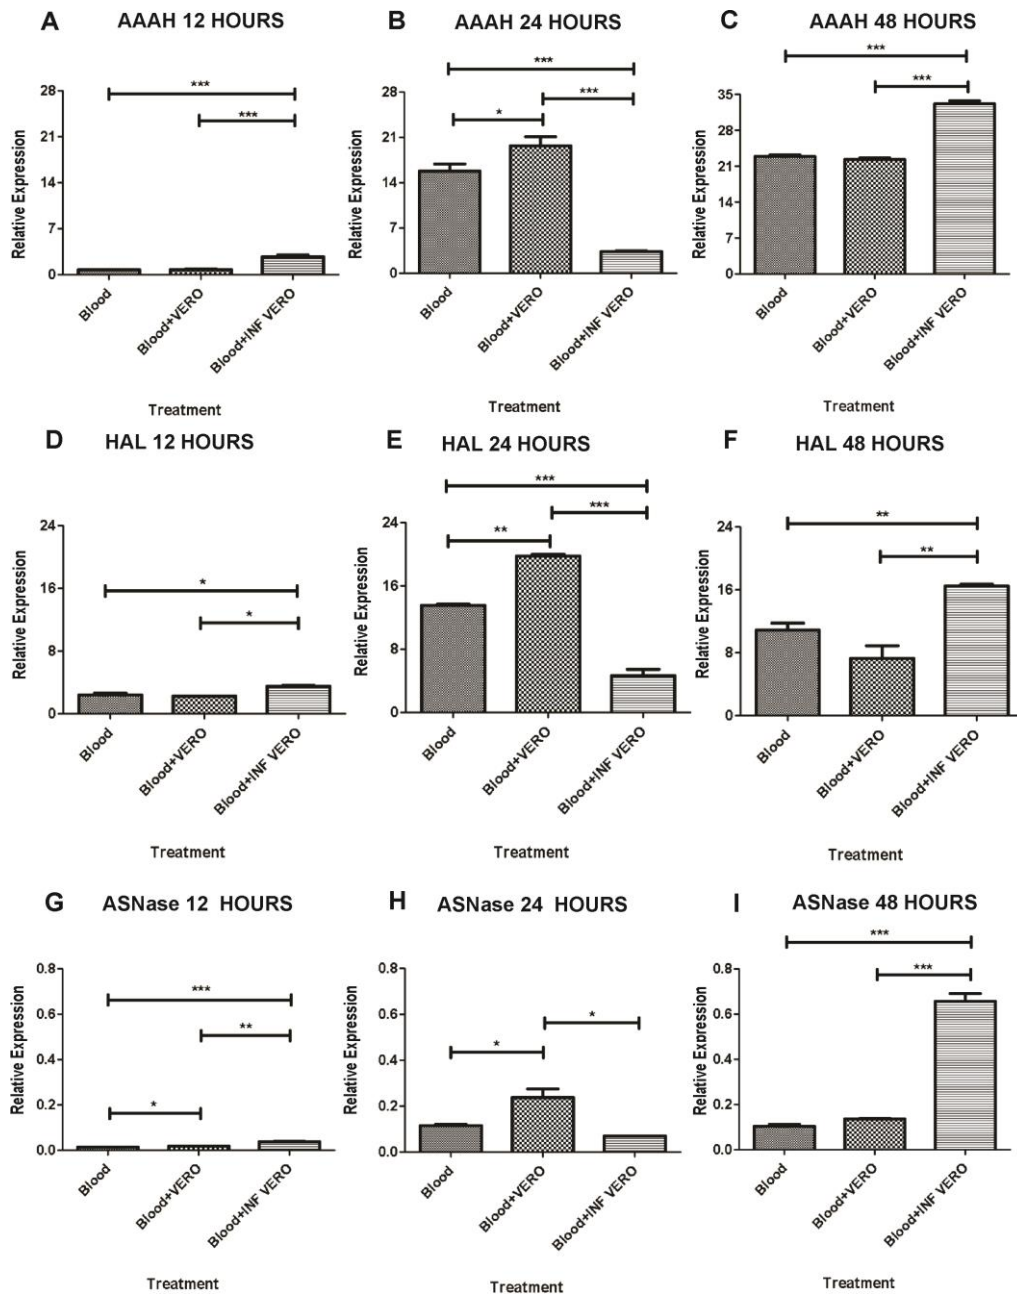 A AAAH 12 HOURS
***
***
28
21
14
7
0
Relative Expression
Blood
Blood+VERO
Blood+INF VERO
Treatment
B AAAH 24 HOURS
***
***
*
28
21
14
7
0
Relative Expression
Blood
Blood+VERO
Blood+INF VERO
Treatment
C AAAH 48 HOURS
***
***
35
28
21
14
7
0
Relative Expression
Blood
Blood+VERO
Blood+INF VERO
Treatment
D HAL 12 HOURS
*
*
24
16
8
0
Relative Expression
Blood
Blood+VERO
Blood+INF VERO
Treatment
E HAL 24 HOURS
***
***
**
24
16
8
0
Relative Expression
Blood
Blood+VERO
Blood+INF VERO
Treatment
F HAL 48 HOURS
**
**
24
16
8
0
Relative Expression
Blood
Blood+VERO
Blood+INF VERO
Treatment
G ASNase 12 HOURS
***
**
*
0.8
0.6
0.4
0.2
0.0
Relative Expression
Blood
Blood+VERO
Blood+INF VERO
Treatment
H ASNase 24 HOURS
*
*
0.8
0.6
0.4
0.2
0.0
Relative Expression
Blood
Blood+VERO
Blood+INF VERO
Treatment
I ASNase 48 HOURS
***
***
0.8
0.6
0.4
0.2
0.0
Relative Expression
Blood
Blood+VERO
Blood+INF VERO
Treatment